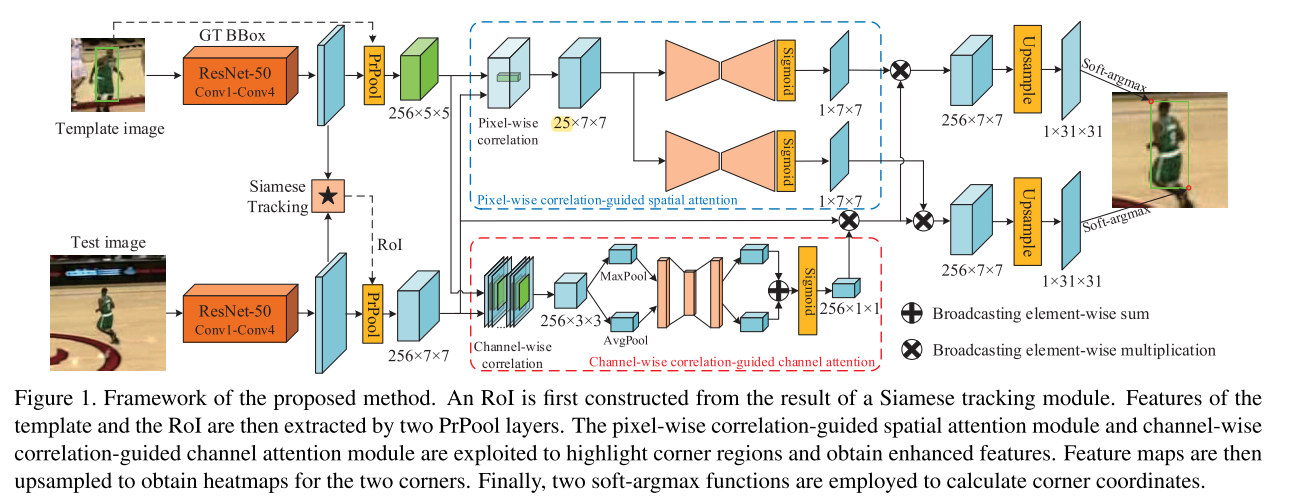 GT BBox
ResNet-50
Conv1-Conv4
PrPool
Template image
256×5×5
Pixel-wise
correlation
25×7×7
Sigmoid
1×7×7
Sigmoid
1×7×7
Pixel-wise correlation-guided spatial attention
256×7×7
Upsample
1×31×31
Soft-argmax
Siamese
Tracking
RoI
Test image
ResNet-50
Conv1-Conv4
PrPool
256×7×7
Channel-wise
correlation
256×3×3
MaxPool
AvgPool
Sigmoid
256×1×1
Channel-wise correlation-guided channel attention
256×7×7
Upsample
1×31×31
Soft-argmax
Broadcasting element-wise sum
Broadcasting element-wise multiplication
Figure 1. Framework of the proposed method. An RoI is first constructed from the result of a Siamese tracking module. Features of the
template and the RoI are then extracted by two PrPool layers. The pixel-wise correlation-guided spatial attention module and channel-wise
correlation-guided channel attention module are exploited to highlight corner regions and obtain enhanced features. Feature maps are then
upsampled to obtain heatmaps for the two corners. Finally, two soft-argmax functions are employed to calculate corner coordinates.